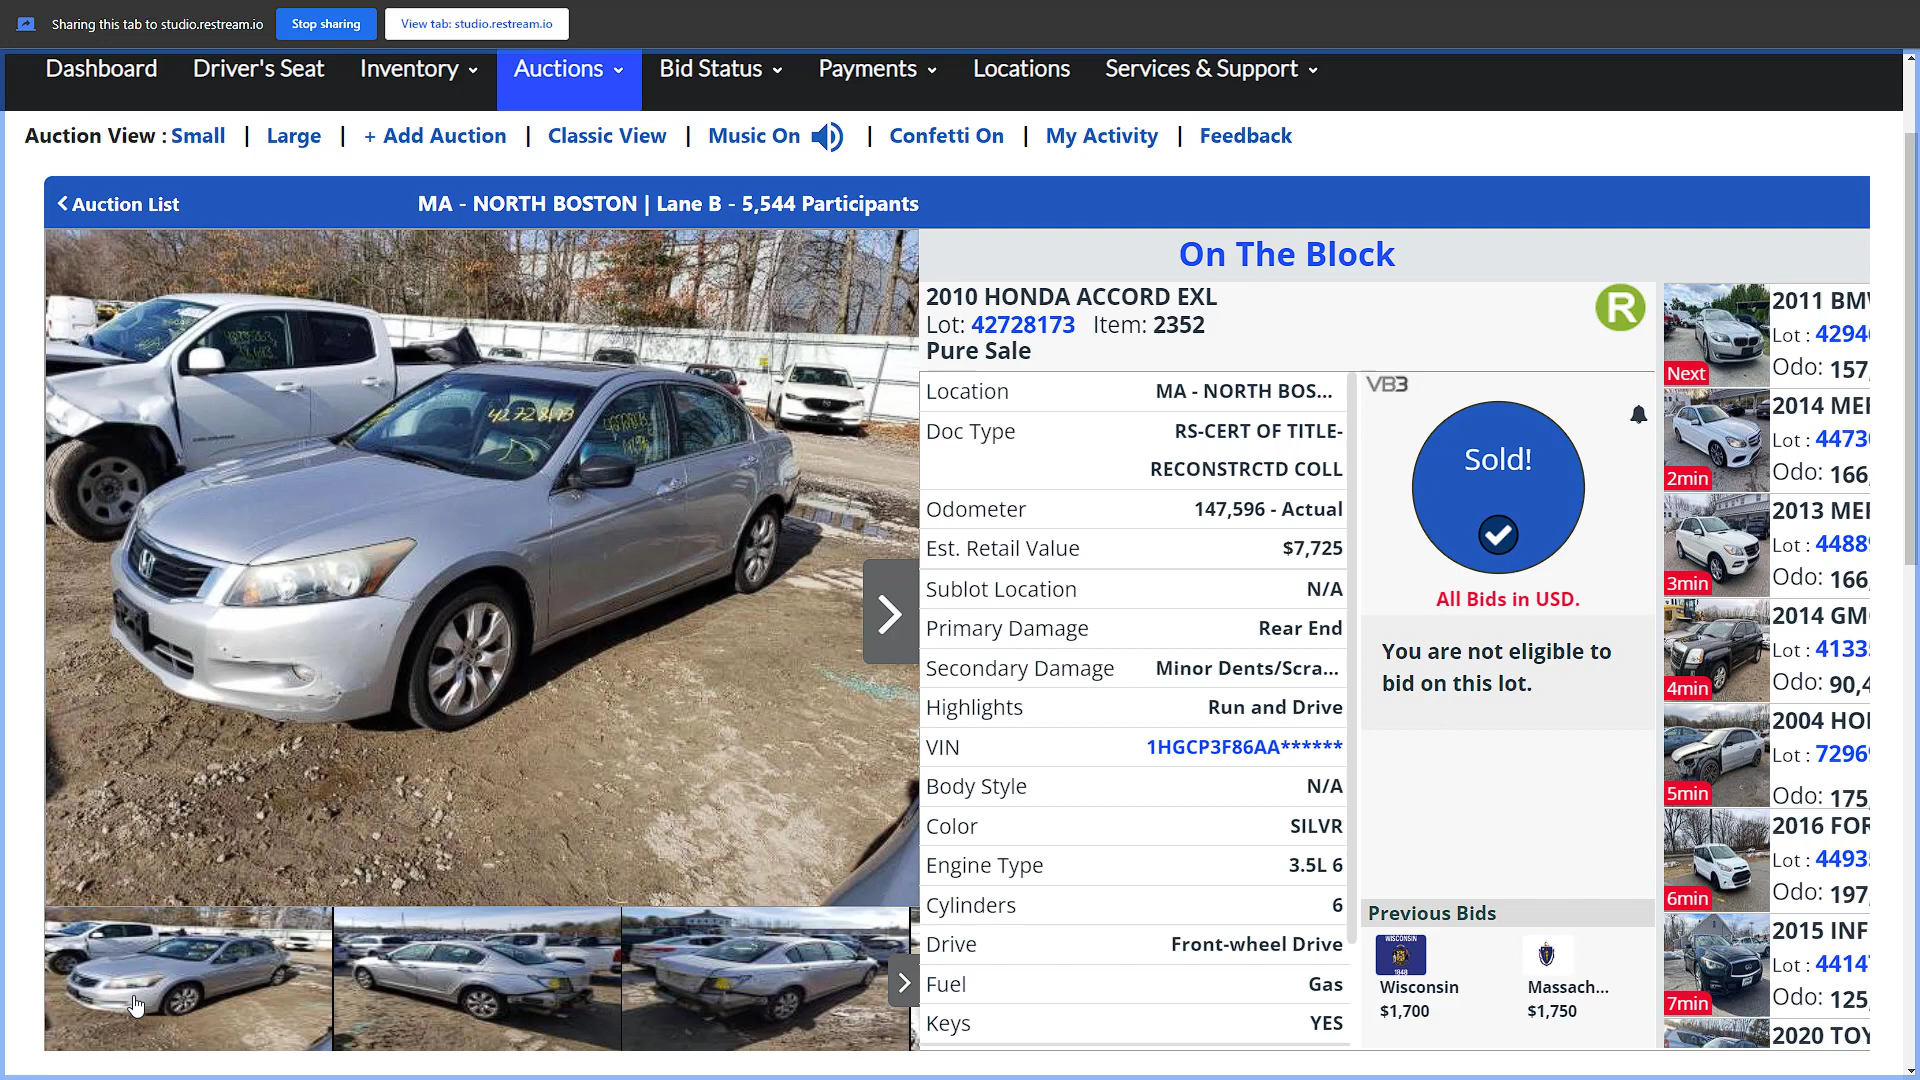 Sharing this tab to studio.restream.io Stop sharing View tab: studio.restream.io
Dashboard Driver's Seat Inventory Auctions Bid Status Payments Locations Services & Support
Auction View : Small | Large | + Add Auction | Classic View | Music On | Confetti On | My Activity | Feedback
Auction List MA - NORTH BOSTON | Lane B - 5,544 Participants
On The Block
2010 HONDA ACCORD EXL
Lot: 42728173 Item: 2352
Pure Sale
R
Location MA - NORTH BOS...
Doc Type RS-CERT OF TITLE-
RECONSTRCTD COLL
Odometer 147,596 - Actual
Est. Retail Value $7,725
Sublot Location N/A
Primary Damage Rear End
Secondary Damage Minor Dents/Scra...
Highlights Run and Drive
VIN 1HGCP3F86AA******
Body Style N/A
Color SILVR
Engine Type 3.5L 6
Cylinders 6
Drive Front-wheel Drive
Fuel Gas
Keys YES
VB3
Sold!
All Bids in USD.
You are not eligible to
bid on this lot.
Previous Bids
WISCONSIN
1848
Wisconsin
$1,700
Massach...
$1,750
2011 BMW
Lot : 4294
Odo: 157,
Next
2014 MER
Lot : 4473
Odo: 166,
2min
2013 MER
Lot : 4488
Odo: 166,
3min
2014 GMC
Lot : 4133
Odo: 90,4
4min
2004 HON
Lot : 7296
Odo: 175,
5min
2016 FOR
Lot : 4493
Odo: 197,
6min
2015 INF
Lot : 4414
Odo: 125,
7min
2020 TOY
42728173